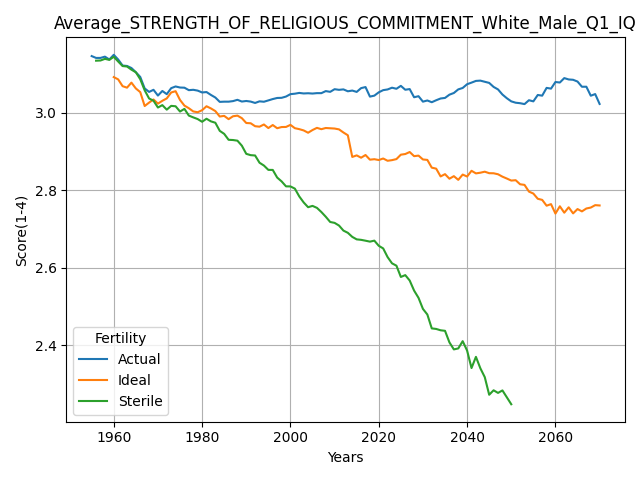 Average_STRENGTH_OF_RELIGIOUS_COMMITMENT_White_Male_Q1_IQ
Score(1-4)
3.0
2.8
2.6
2.4
Fertility
Actual
Ideal
Sterile
1960 1980 2000 2020 2040 2060
Years